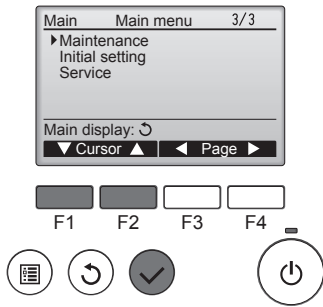 Main Main menu 3/3
Maintenance
Initial setting
Service
Main display:
Cursor Page
F1 F2 F3 F4